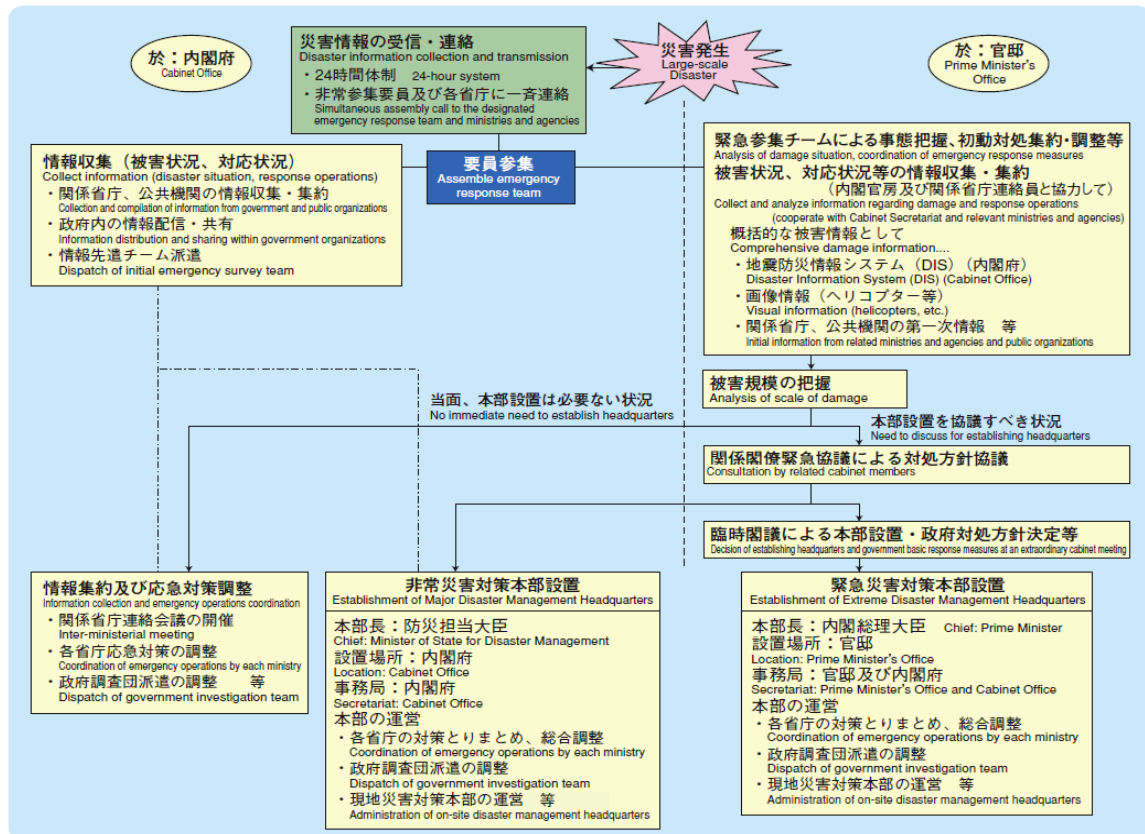 於：内閣府
Cabinet Office
災害情報の受信・連絡
Disaster information collection and transmission
・24時間体制 24-hour system
・非常参集要員及び各省庁に一斉連絡
Simultaneous assembly call to the designated
emergency response team and ministries and agencies
災害発生
Large-scale
Disaster
於：官邸
Prime Minister's
Office
情報収集（被害状況、対応状況）
Collect information (disaster situation, response operations)
・関係省庁、公共機関の情報収集・集約
Collection and compilation of information from government and public organizations
・政府内の情報配信・共有
Information distribution and sharing within government organizations
・情報先遣チーム派遣
Dispatch of initial emergency survey team
要員参集
Assemble emergency
response team
緊急参集チームによる事態把握、初動対処集約・調整等
Analysis of damage situation, coordination of emergency response measures
被害状況、対応状況等の情報収集・集約
（内閣官房及び関係省庁連絡員と協力して）
Collect and analyze information regarding damage and response operations
(cooperate with Cabinet Secretariat and relevant ministries and agencies)
概括的な被害情報として
Comprehensive damage information....
・地震防災情報システム（DIS）（内閣府）
Disaster Information System (DIS) (Cabinet Office)
・画像情報（ヘリコプター等）
Visual information (helicopters, etc.)
・関係省庁、公共機関の第一次情報 等
Initial information from related ministries and agencies and public organizations
被害規模の把握
Analysis of scale of damage
当面、本部設置は必要ない状況
No immediate need to establish headquarters
本部設置を協議すべき状況
Need to discuss for establishing headquarters
関係閣僚緊急協議による対処方針協議
Consultation by related cabinet members
臨時閣議による本部設置・政府対処方針決定等
Decision of establishing headquarters and government basic response measures at an extraordinary cabinet meeting
情報集約及び応急対策調整
Information collection and emergency operations coordination
・関係省庁連絡会議の開催
Inter-ministerial meeting
・各省庁応急対策の調整
Coordination of emergency operations by each ministry
・政府調査団派遣の調整 等
Dispatch of government investigation team
非常災害対策本部設置
Establishment of Major Disaster Management Headquarters
本部長：防災担当大臣
Chief: Minister of State for Disaster Management
設置場所：内閣府
Location: Cabinet Office
事務局：内閣府
Secretariat: Cabinet Office
本部の運営
・各省庁の対策とりまとめ、総合調整
Coordination of emergency operations by each ministry
・政府調査団派遣の調整
Dispatch of government investigation team
・現地災害対策本部の運営 等
Administration of on-site disaster management headquarters
緊急災害対策本部設置
Establishment of Extreme Disaster Management Headquarters
本部長：内閣総理大臣 Chief: Prime Minister
設置場所：官邸
Location: Prime Minister's Office
事務局：官邸及び内閣府
Secretariat: Prime Minister's Office and Cabinet Office
本部の運営
・各省庁の対策とりまとめ、総合調整
Coordination of emergency operations by each ministry
・政府調査団派遣の調整
Dispatch of government investigation team
・現地災害対策本部の運営 等
Administration of on-site disaster management headquarters